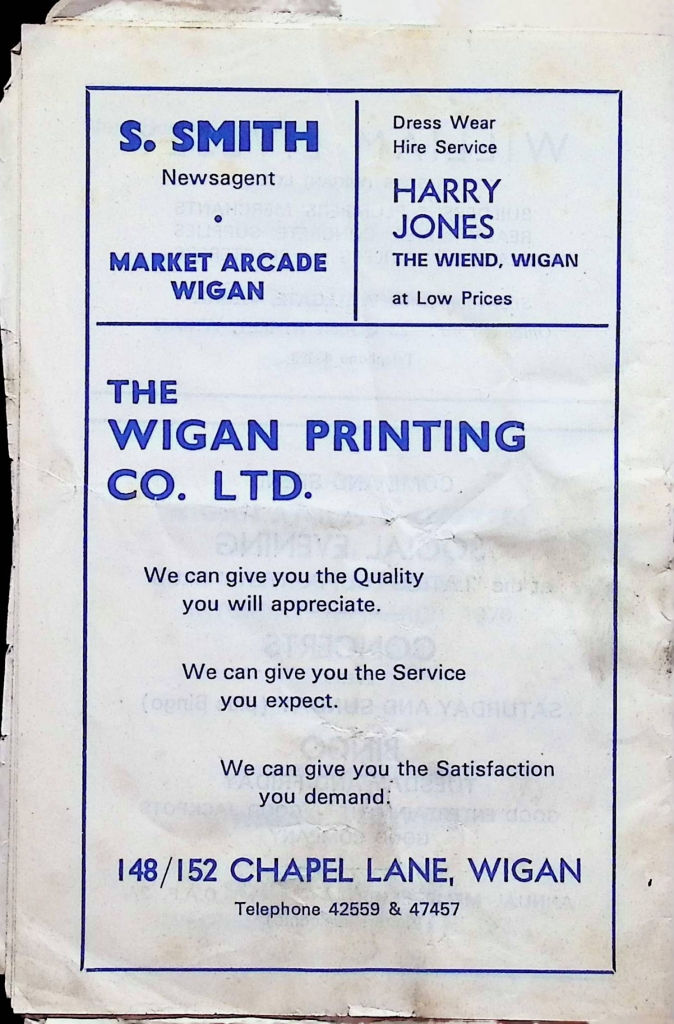 S. SMITH
Newsagent
•
MARKET ARCADE
WIGAN
Dress Wear
Hire Service
HARRY
JONES
THE WIEND, WIGAN
at Low Prices
THE
WIGAN PRINTING
CO. LTD.
We can give you the Quality
you will appreciate.
We can give you the Service
you expect.
We can give you the Satisfaction
you demand.
148/152 CHAPEL LANE, WIGAN
Telephone 42559 & 47457